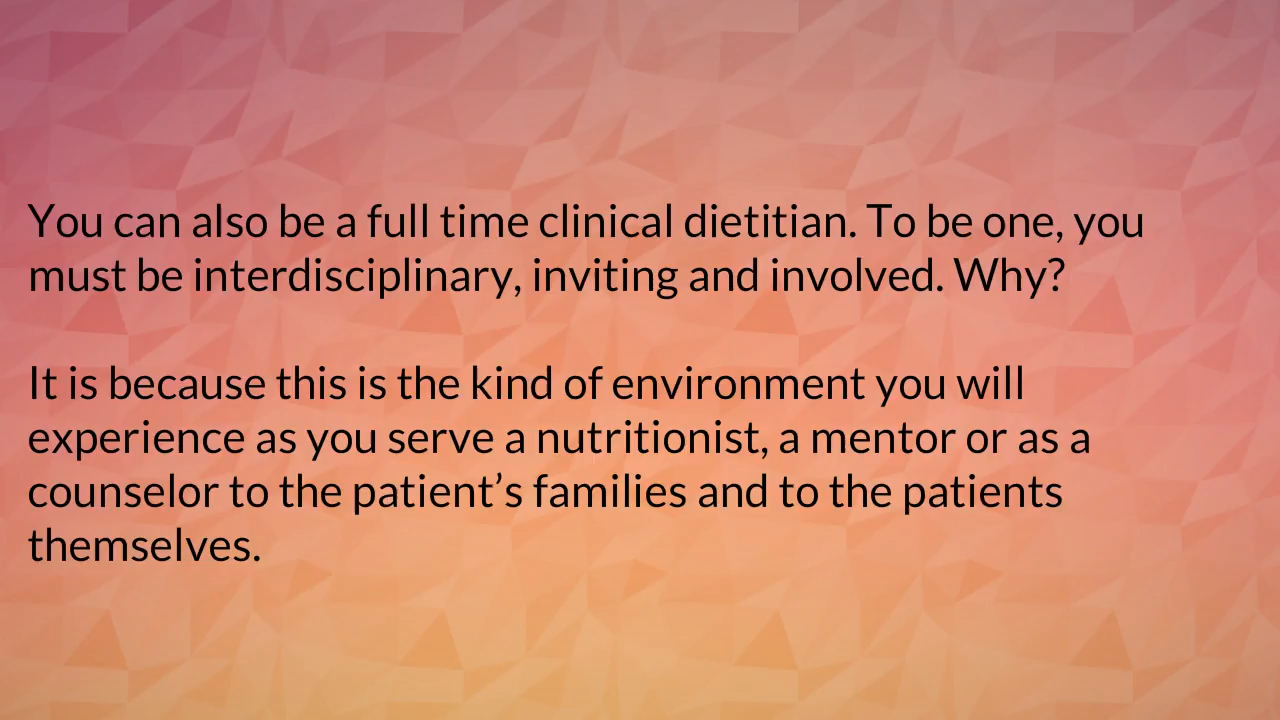 You can also be a full time clinical dietitian. To be one, you
must be interdisciplinary, inviting and involved. Why?
It is because this is the kind of environment you will
experience as you serve a nutritionist, a mentor or as a
counselor to the patient’s families and to the patients
themselves.